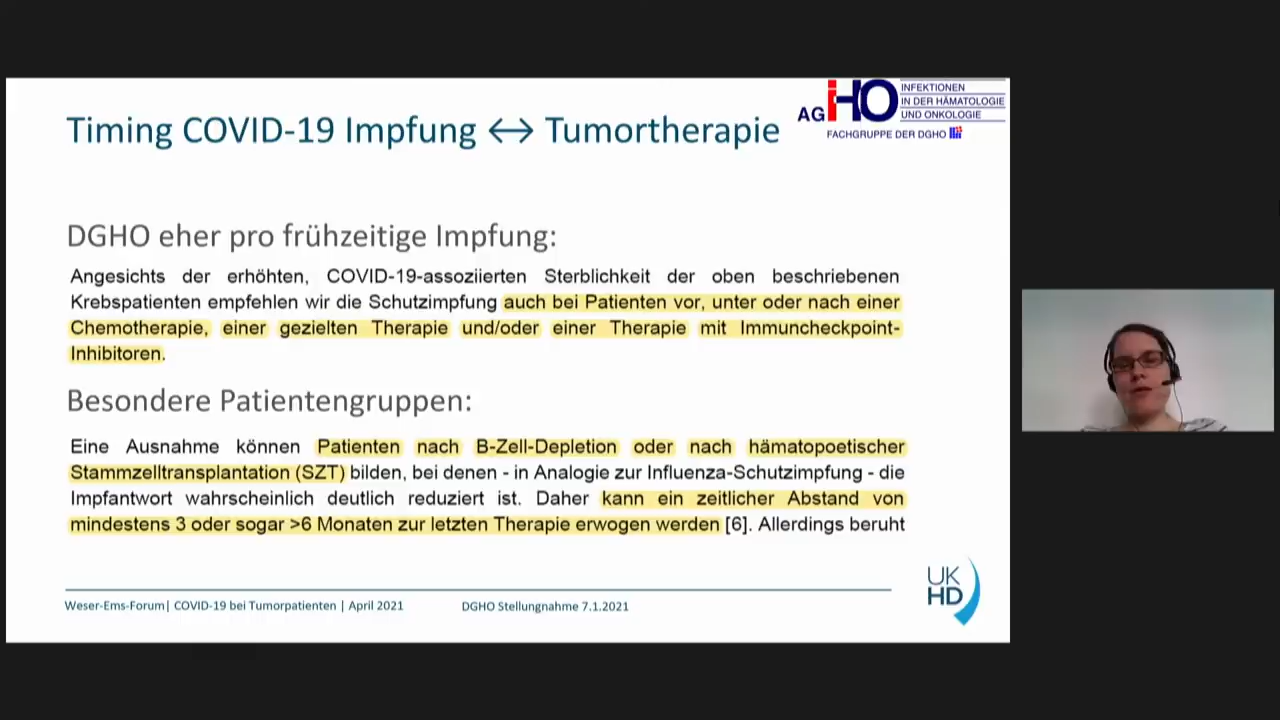 Timing COVID-19 Impfung ↔ Tumortherapie
AG iHO INFEKTIONEN
IN DER HÄMATOLOGIE
UND ONKOLOGIE
FACHGRUPPE DER DGHO
DGHO eher pro frühzeitige Impfung:
Angesichts der erhöhten, COVID-19-assoziierten Sterblichkeit der oben beschriebenen
Krebspatienten empfehlen wir die Schutzimpfung auch bei Patienten vor, unter oder nach einer
Chemotherapie, einer gezielten Therapie und/oder einer Therapie mit Immuncheckpoint-
Inhibitoren.
Besondere Patientengruppen:
Eine Ausnahme können Patienten nach B-Zell-Depletion oder nach hämatopoetischer
Stammzelltransplantation (SZT) bilden, bei denen - in Analogie zur Influenza-Schutzimpfung - die
Impfantwort wahrscheinlich deutlich reduziert ist. Daher kann ein zeitlicher Abstand von
mindestens 3 oder sogar >6 Monaten zur letzten Therapie erwogen werden [6]. Allerdings beruht
Weser-Ems-Forum| COVID-19 bei Tumorpatienten | April 2021
DGHO Stellungnahme 7.1.2021
UK
HD